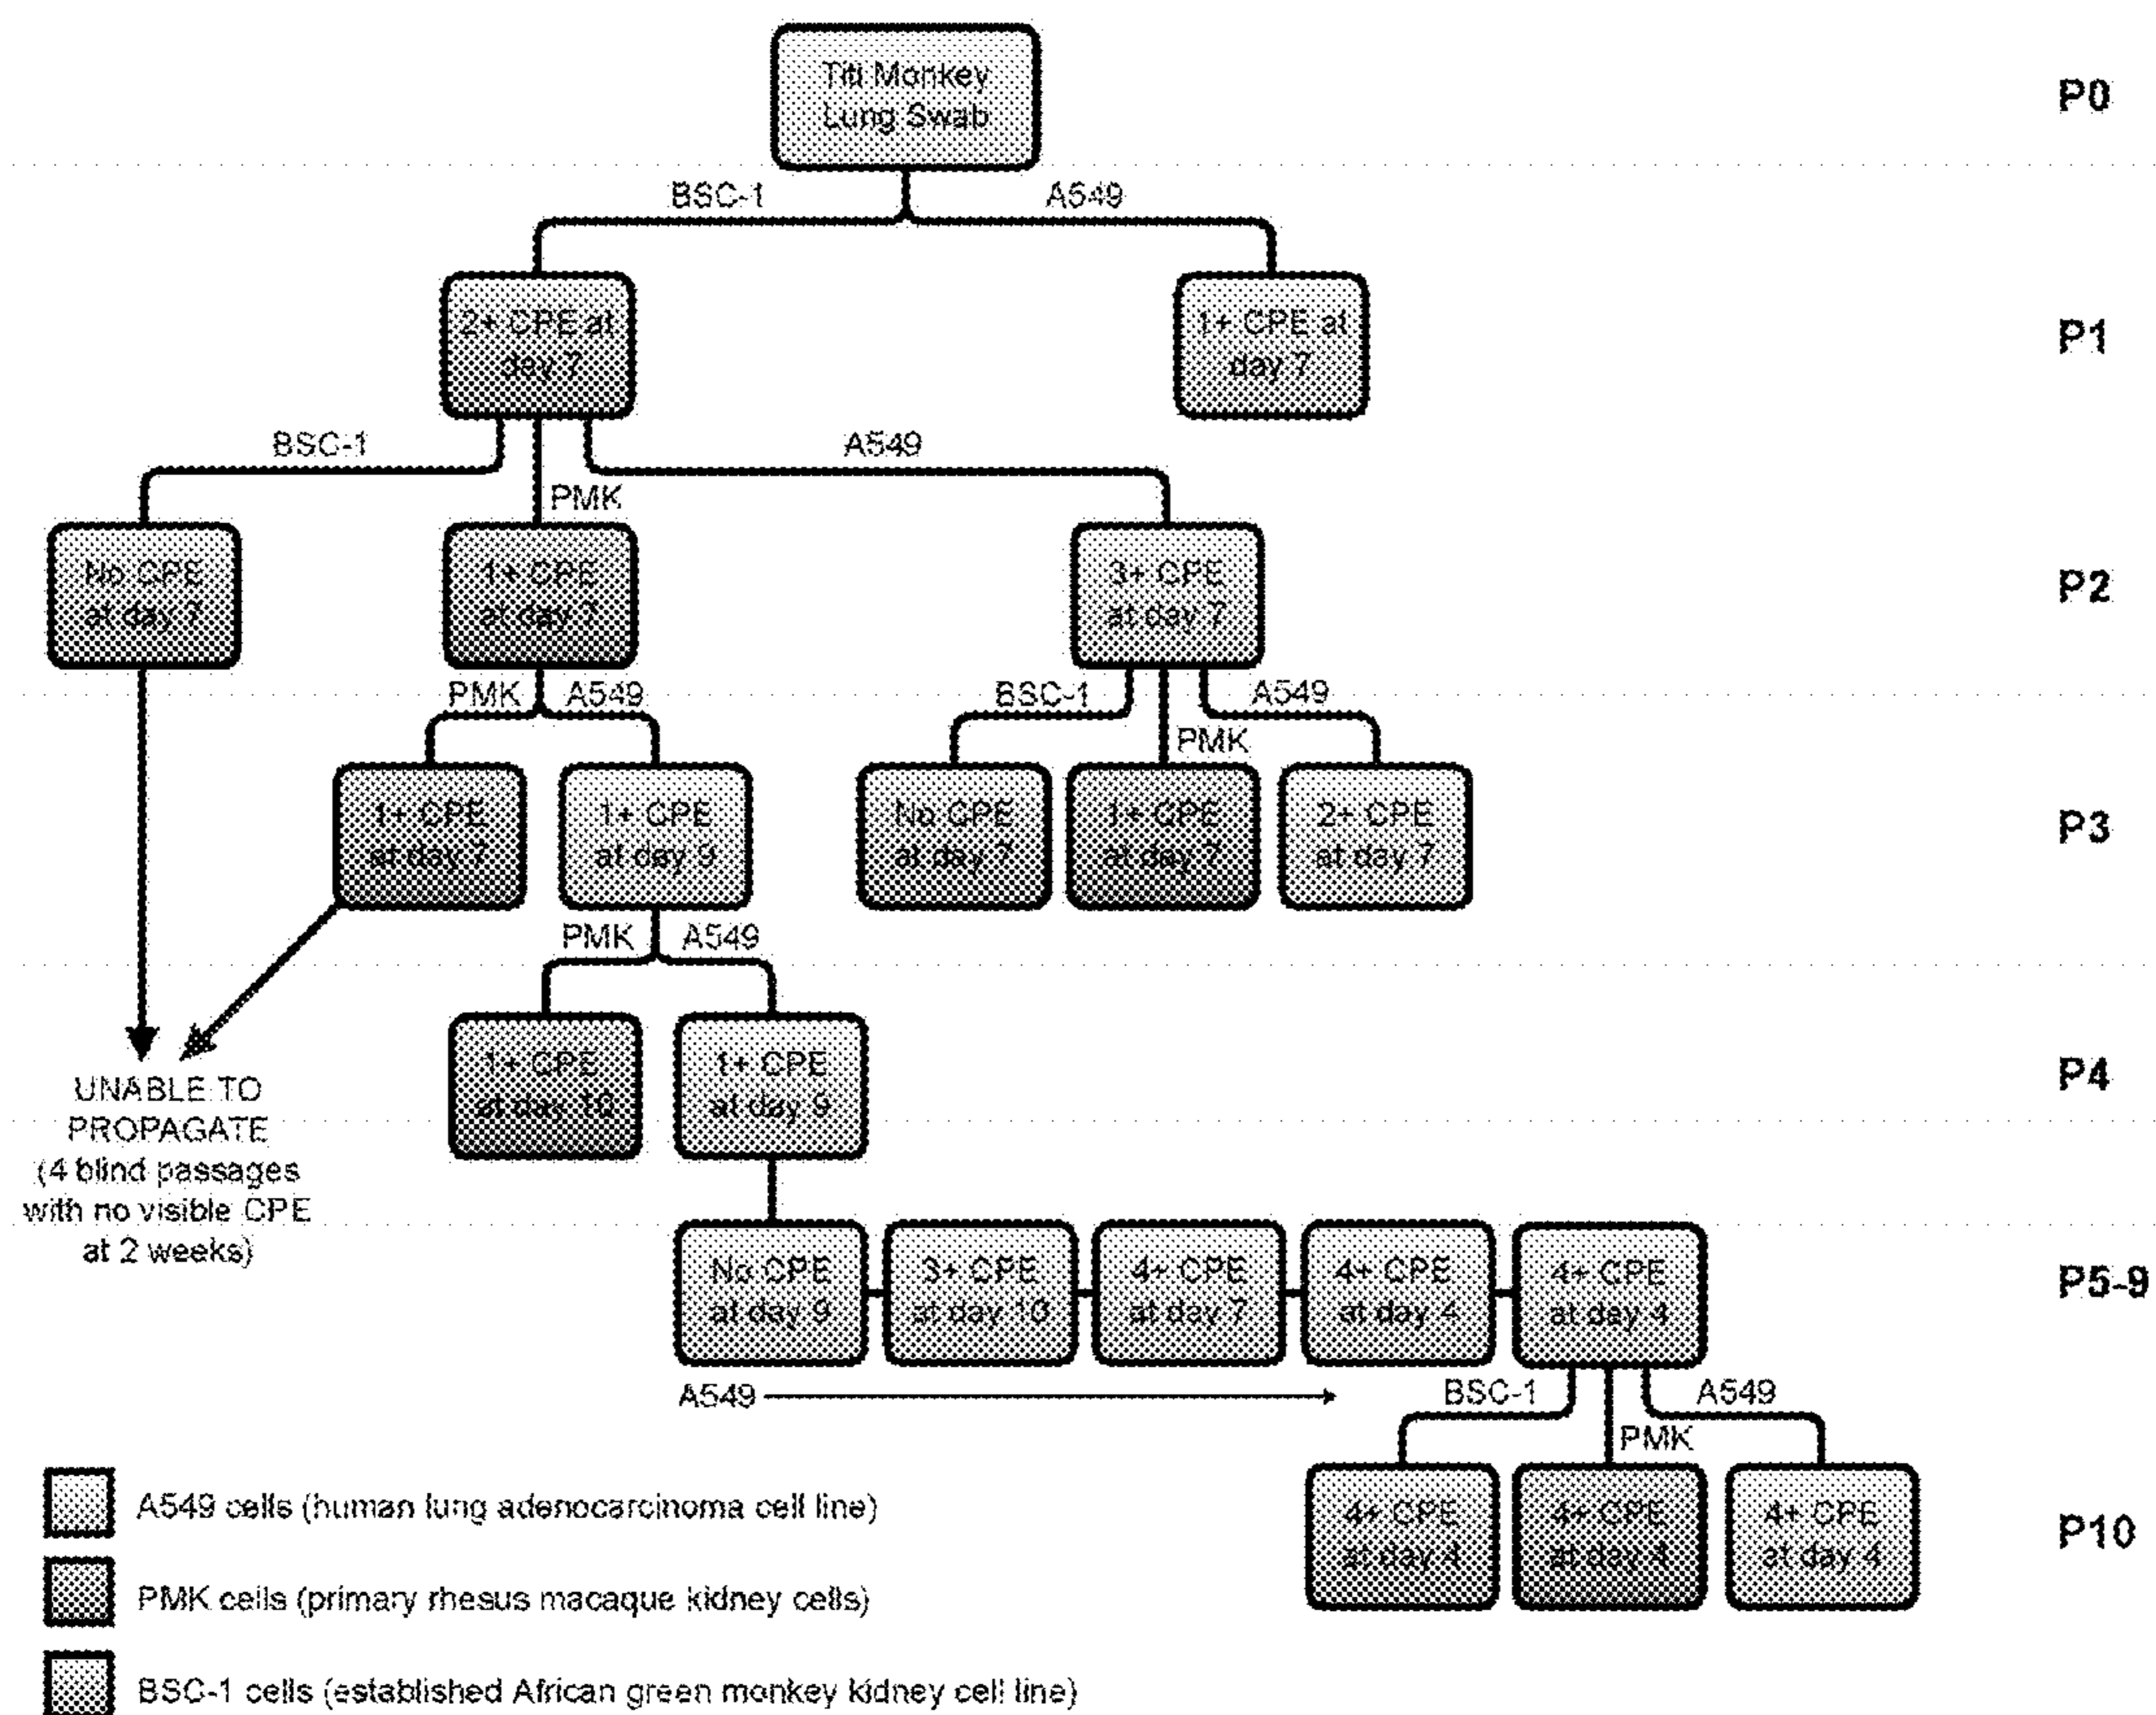 Titi Monkey
Lung Swab
P0
BSC-1
A549
2+ CPE at
day 7
1+ CPE at
day 7
P1
BSC-1
PMK
A549
No CPE
at day 7
1+ CPE
at day 7
3+ CPE
at day 7
P2
PMK
A549
BSC-1
PMK
A549
1+ CPE
at day 7
1+ CPE
at day 9
No CPE
at day 7
1+ CPE
at day 7
2+ CPE
at day 7
P3
PMK
A549
1+ CPE
at day 10
1+ CPE
at day 9
P4
UNABLE TO
PROPAGATE
(4 blind passages
with no visible CPE
at 2 weeks)
No CPE
at day 9
3+ CPE
at day 10
4+ CPE
at day 7
4+ CPE
at day 4
4+ CPE
at day 4
P5-9
A549
BSC-1
PMK
A549
4+ CPE
at day 4
4+ CPE
at day 4
4+ CPE
at day 4
P10
A549 cells (human lung adenocarcinoma cell line)
PMK cells (primary rhesus macaque kidney cells)
BSC-1 cells (established African green monkey kidney cell line)